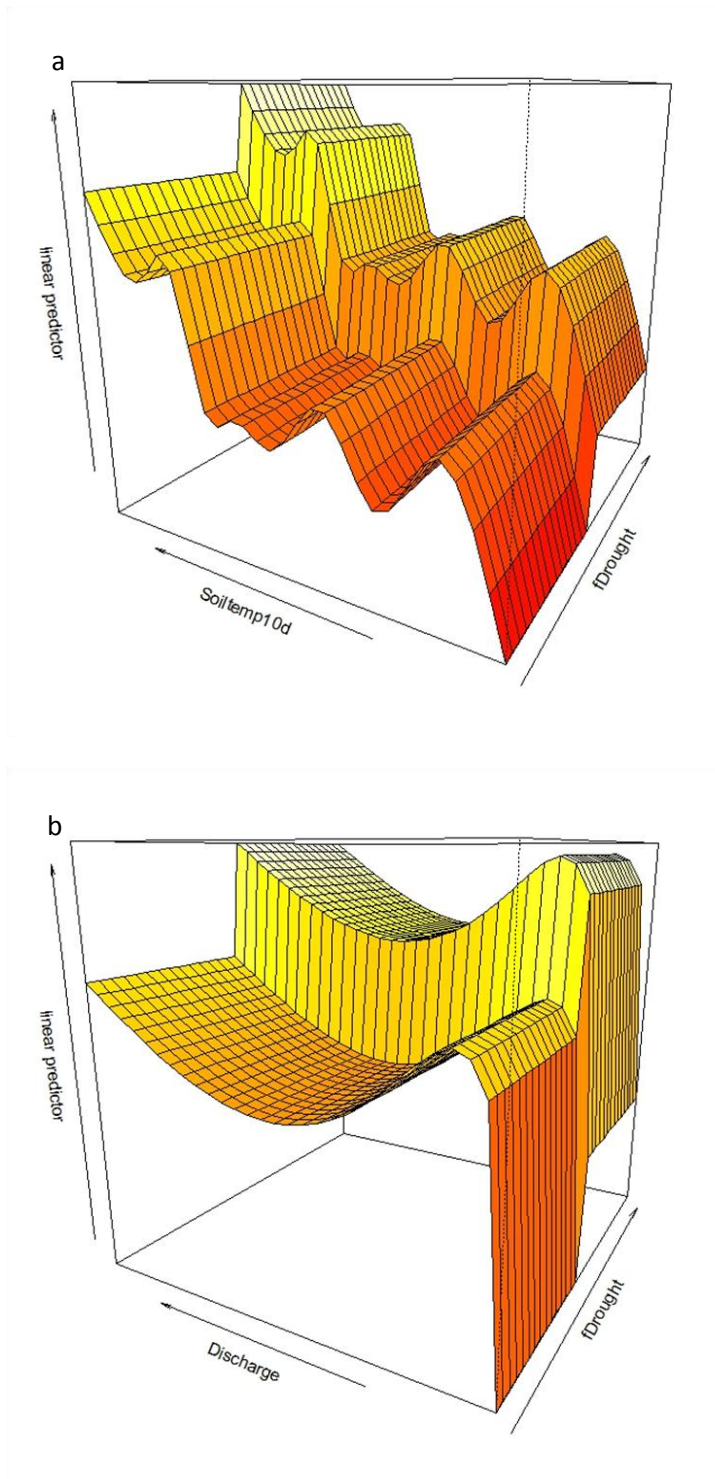 a
linear predictor
Soiltemp10d
fDrought
b
linear predictor
Discharge
fDrought